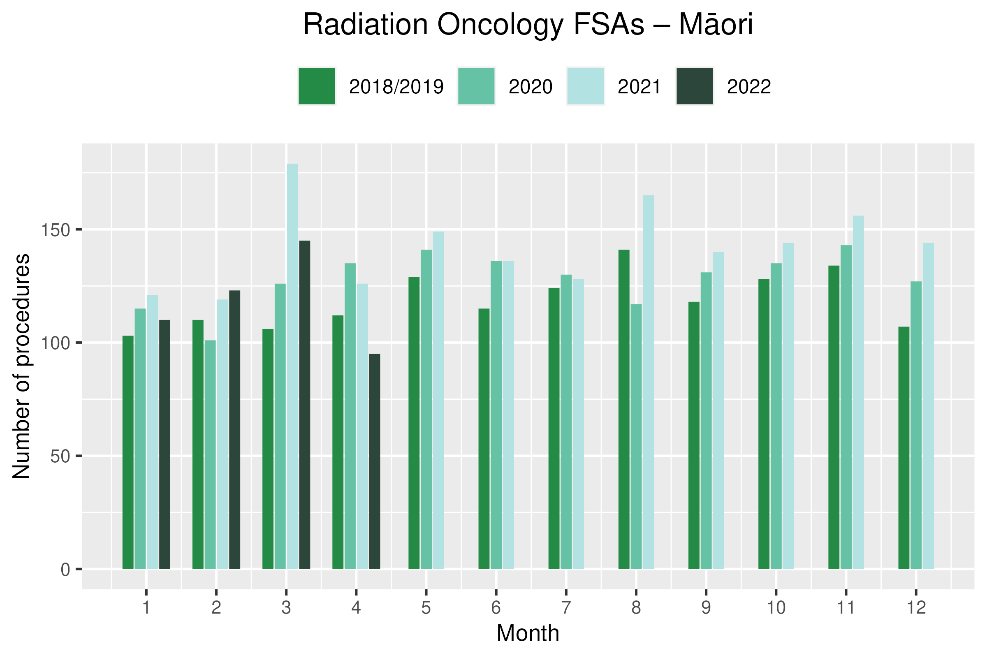 Radiation Oncology FSAs – Māori
2018/2019 2020 2021 2022
Number of procedures
150
100
50
0
1 2 3 4 5 6 7 8 9 10 11 12
Month